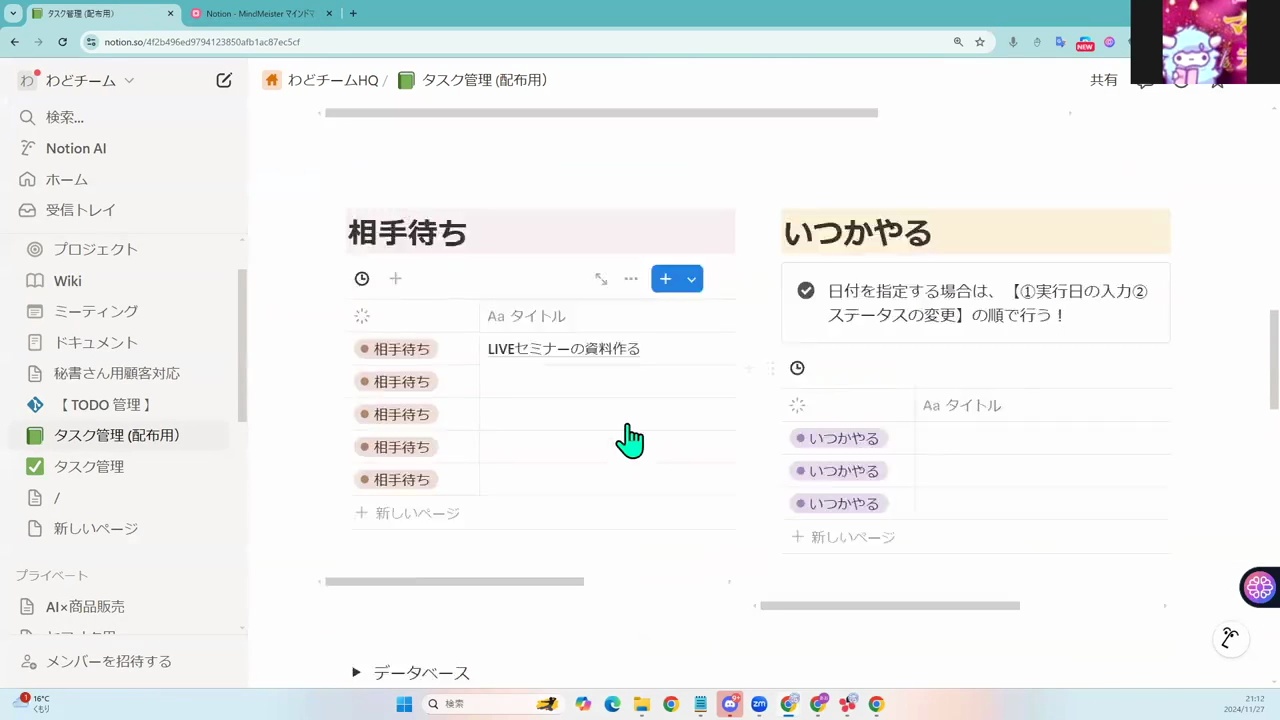 タスク管理 (配布用)
Notion - MindMeister マインドマ
notion.so/4f2b496ed9794123850afb1ac87ec5cf
NEW
わ わどチーム
わどチームHQ / タスク管理 (配布用)
共有
検索...
Notion AI
ホーム
受信トレイ
プロジェクト
Wiki
ミーティング
ドキュメント
秘書さん用顧客対応
【 TODO 管理 】
タスク管理 (配布用)
タスク管理
/
新しいページ
プライベート
AI×商品販売
メンバーを招待する
相手待ち
Aa タイトル
相手待ち LIVEセミナーの資料作る
相手待ち
相手待ち
相手待ち
相手待ち
+ 新しいページ
いつかやる
日付を指定する場合は、【①実行日の入力②
ステータスの変更】の順で行う！
Aa タイトル
いつかやる
いつかやる
いつかやる
+ 新しいページ
データベース
1
16°C
くもり
検索
zm
21:12
2024/11/27